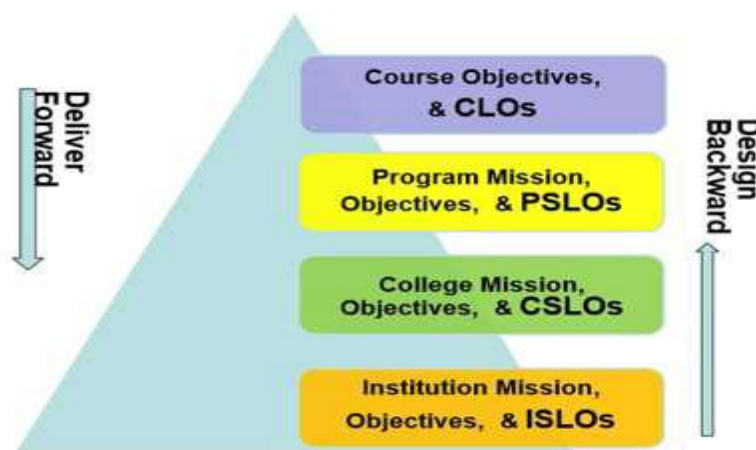 Deliver
Forward
Course Objectives,
& CLOs
Program Mission,
Objectives, & PSLOs
College Mission,
Objectives, & CSLOs
Institution Mission,
Objectives, & ISLOs
Design
Backward